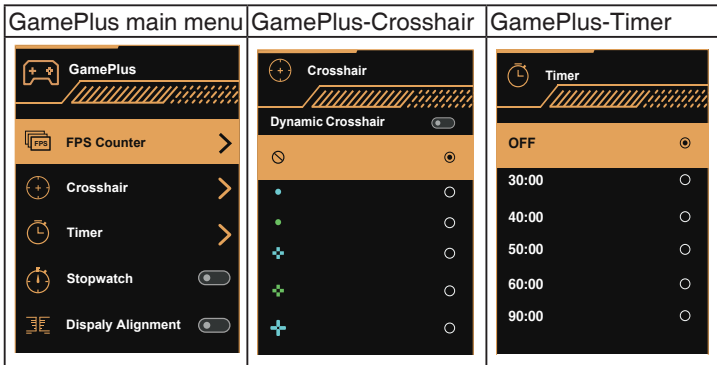 GamePlus main menu
GamePlus-Crosshair
GamePlus-Timer
GamePlus
FPS FPS Counter
Crosshair
Timer
Stopwatch
Dispaly Alignment
Crosshair
Dynamic Crosshair
Timer
OFF
30:00
40:00
50:00
60:00
90:00